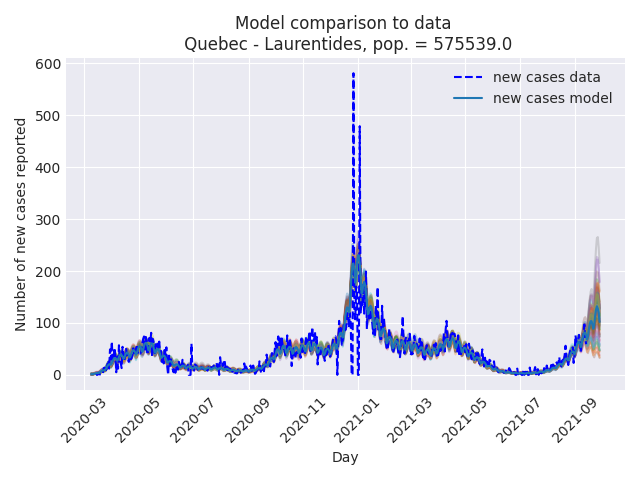 Model comparison to data
Quebec - Laurentides, pop. = 575539.0
new cases data
new cases model
Number of new cases reported
600
500
400
300
200
100
0
2020-03
2020-05
2020-07
2020-09
2020-11
2021-01
2021-03
2021-05
2021-07
2021-09
Day